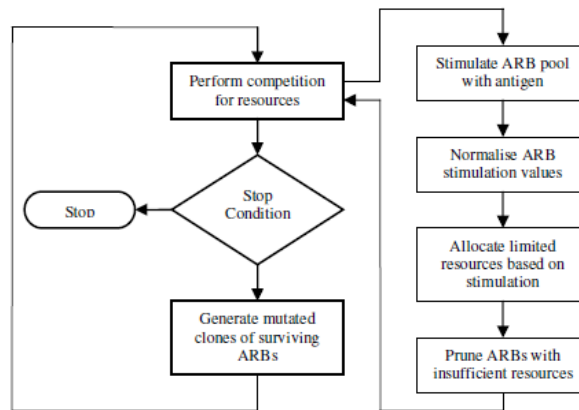 Perform competition
for resources
Stop
Condition
Stop
Generate mutated
clones of surviving
ARBs
Stimulate ARB pool
with antigen
Normalise ARB
stimulation values
Allocate limited
resources based on
stimulation
Prune ARBs with
insufficient resources